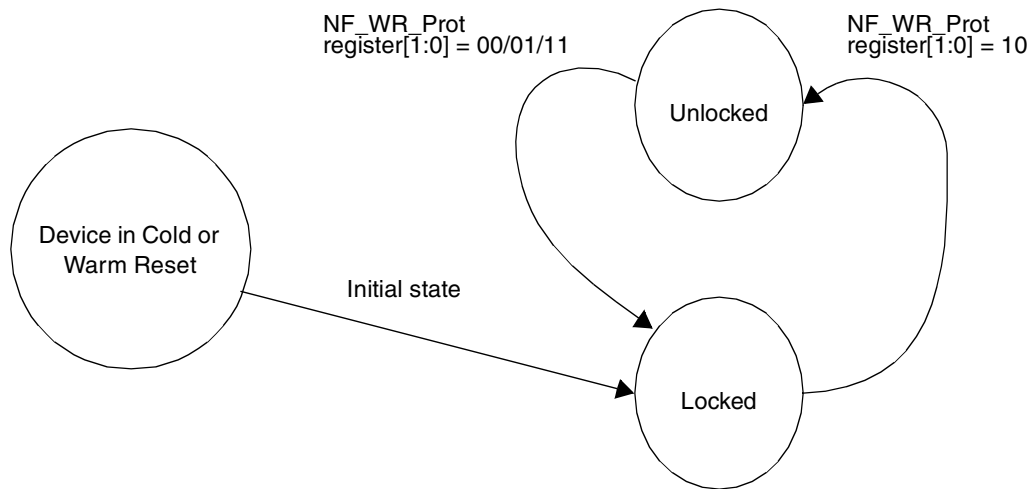 NF_WR_Prot
register[1:0] = 00/01/11
NF_WR_Prot
register[1:0] = 10
Unlocked
Device in Cold or
Warm Reset
Initial state
Locked